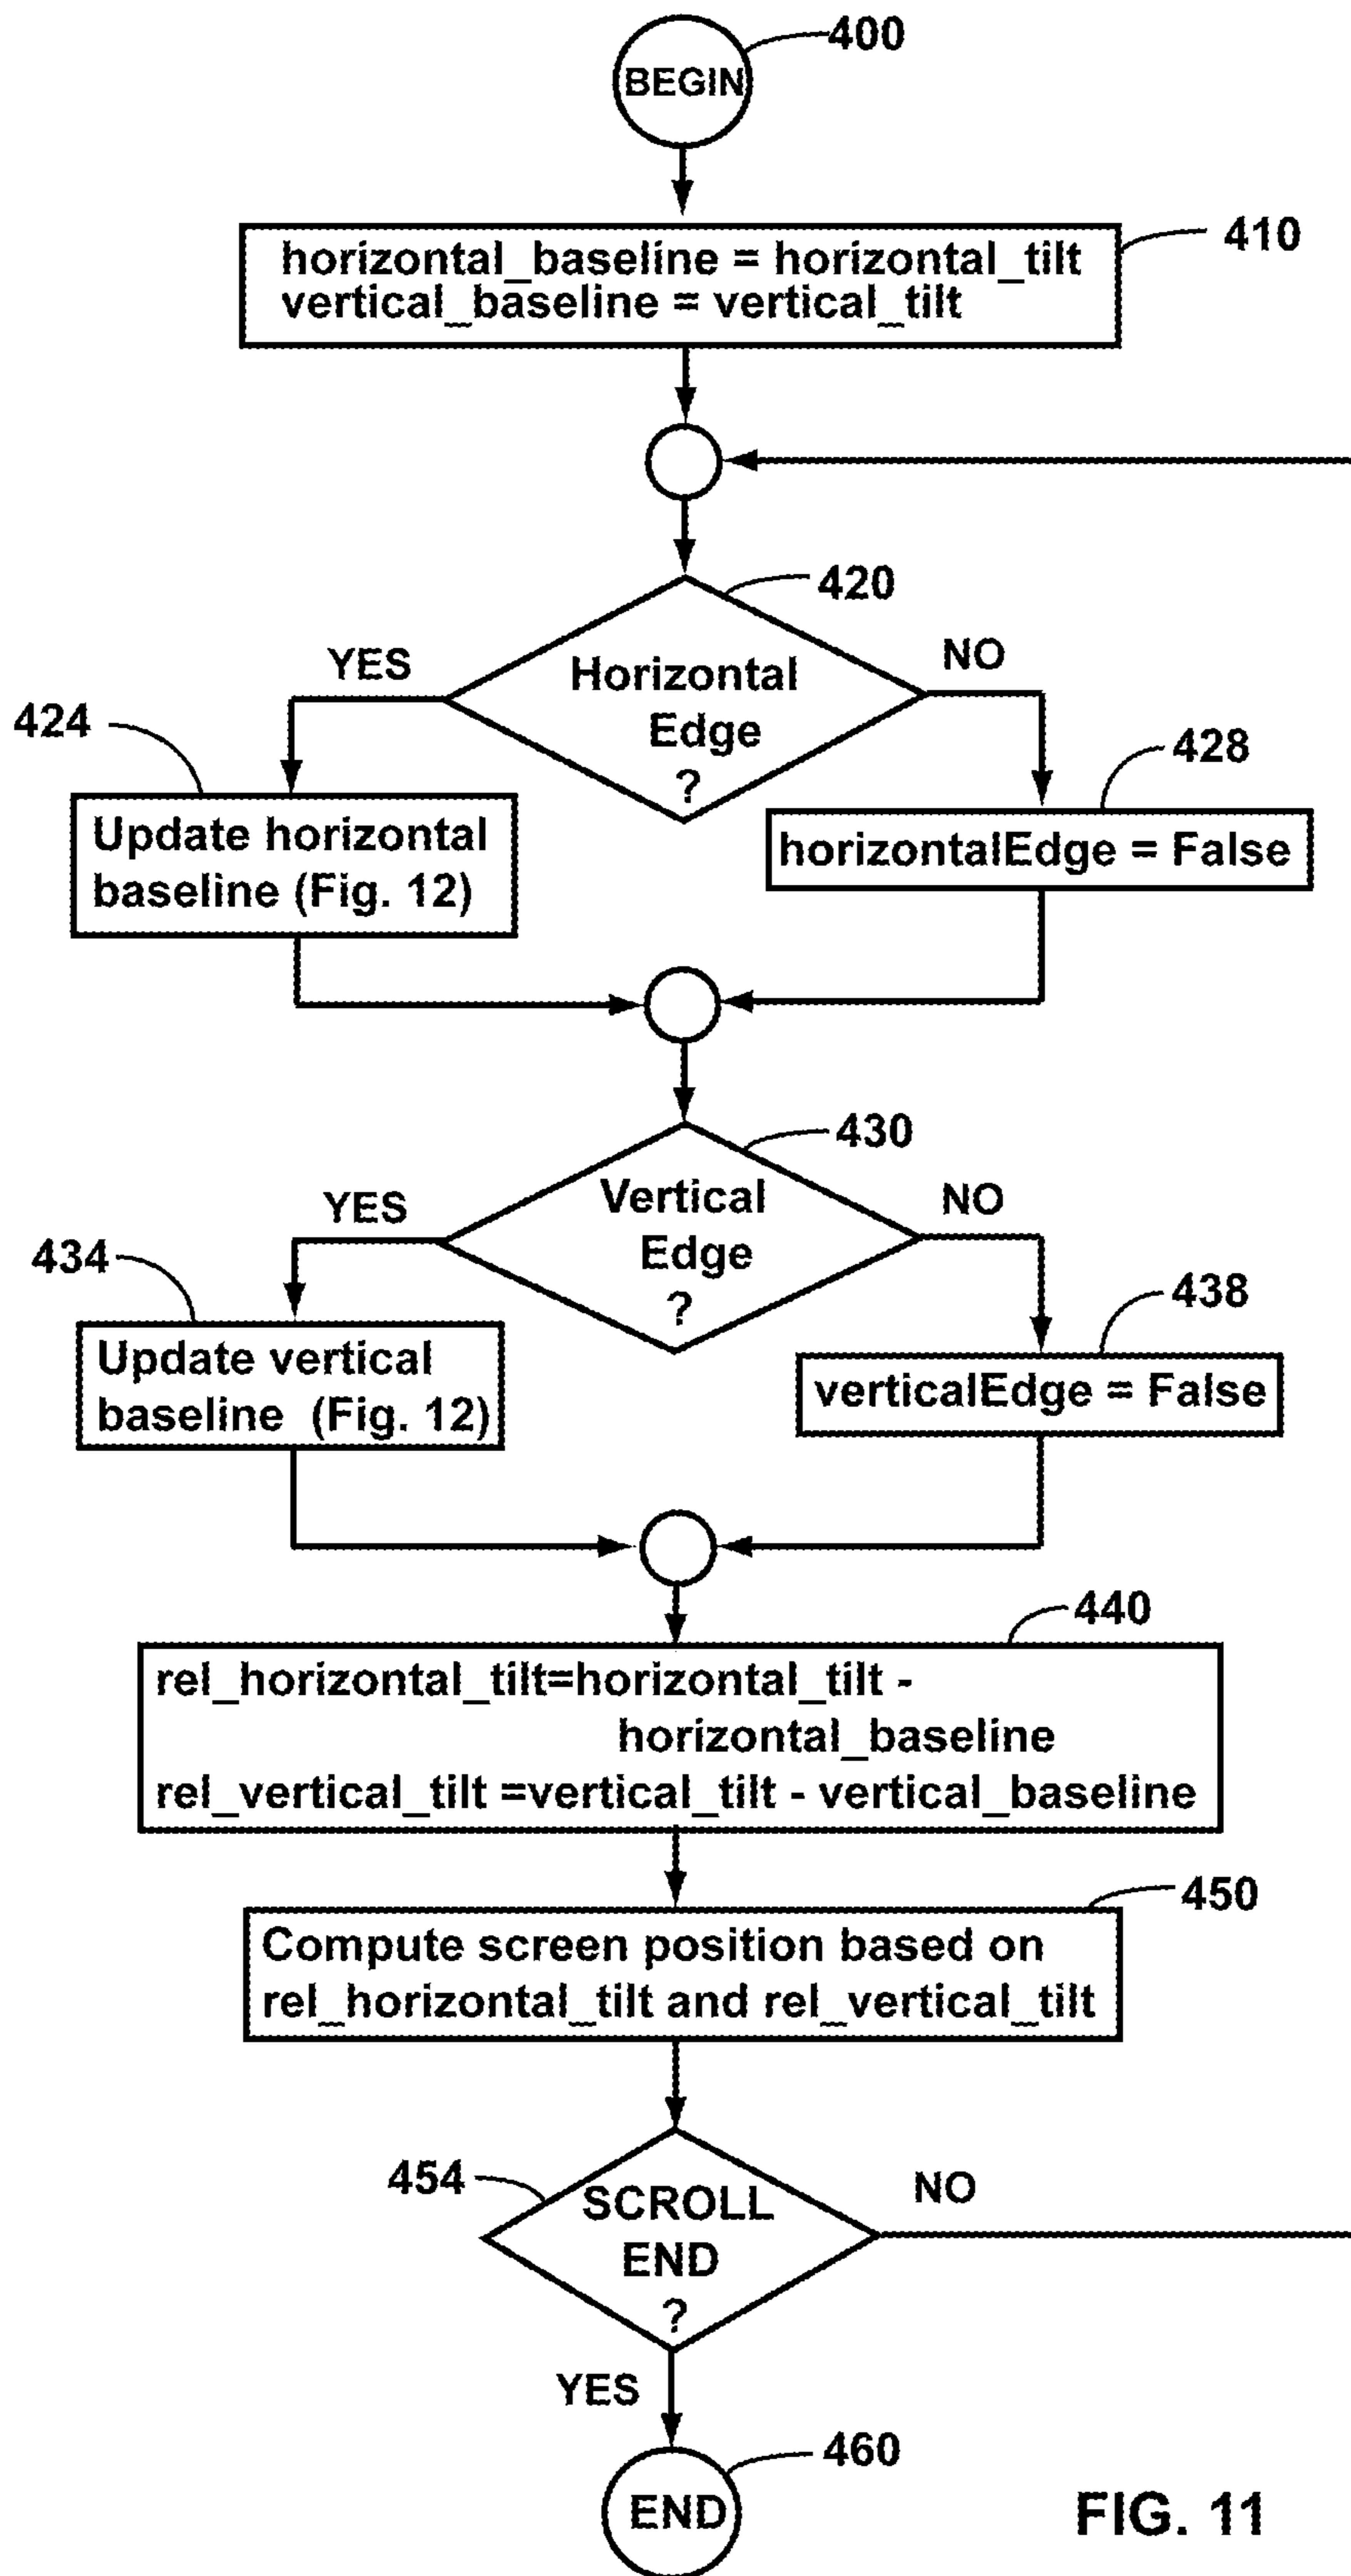 400
BEGIN
410
horizontal_baseline = horizontal_tilt
vertical_baseline = vertical_tilt
420
YES
NO
Horizontal
Edge
?
424
428
Update horizontal
baseline (Fig. 12)
horizontalEdge = False
430
YES
NO
Vertical
Edge
?
434
438
Update vertical
baseline (Fig. 12)
verticalEdge = False
440
rel_horizontal_tilt=horizontal_tilt -
horizontal_baseline
rel_vertical_tilt =vertical_tilt - vertical_baseline
450
Compute screen position based on
rel_horizontal_tilt and rel_vertical_tilt
454
NO
SCROLL
END
?
YES
460
END
FIG. 11